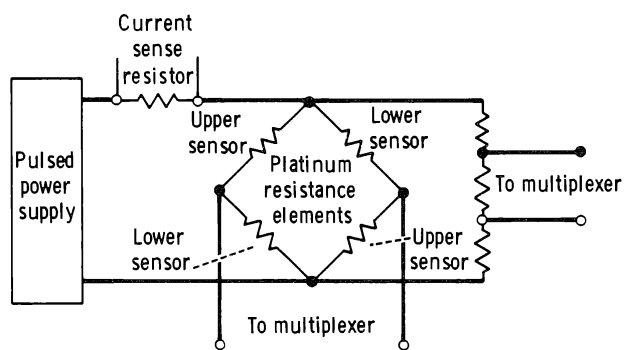 Current
sense
resistor
Upper
sensor
Lower
sensor
Pulsed
power
supply
Platinum
resistance
elements
To multiplexer
Lower
sensor
Upper
sensor
To multiplexer